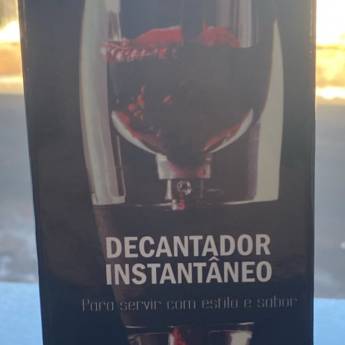 DECANTADOR
INSTANTÂNEO
Para servir com estilo e sabor